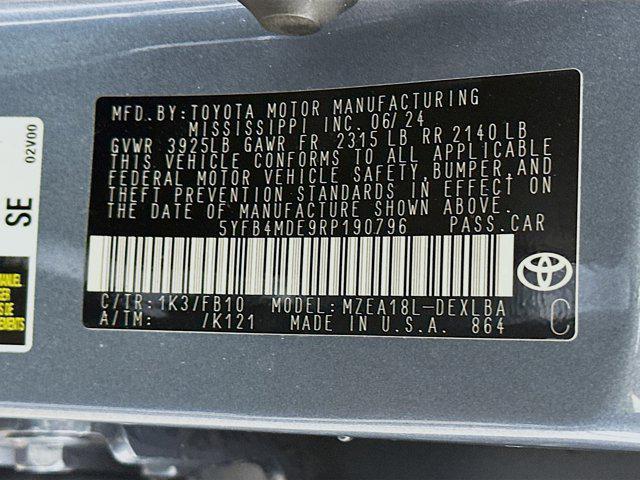 MFD.BY:TOYOTA MOTOR MANUFACTURING
MISSISSIPPI INC. 06/24
GVWR 3925LB GAWR FR 2315 LB RR 2140 LB
THIS VEHICLE CONFORMS TO ALL APPLICABLE
FEDERAL MOTOR VEHICLE SAFETY,BUMPER,AND
THEFT PREVENTION STANDARDS IN EFFECT ON
THE DATE OF MANUFACTURE SHOWN ABOVE.
5YFB4MDE9RP190796 PASS.CAR
C/TR:1K3/FB10 MODEL:MZEA18L-DEXLBA
A/TM: /K121 MADE IN U.S.A. 864
C
02V00
SE